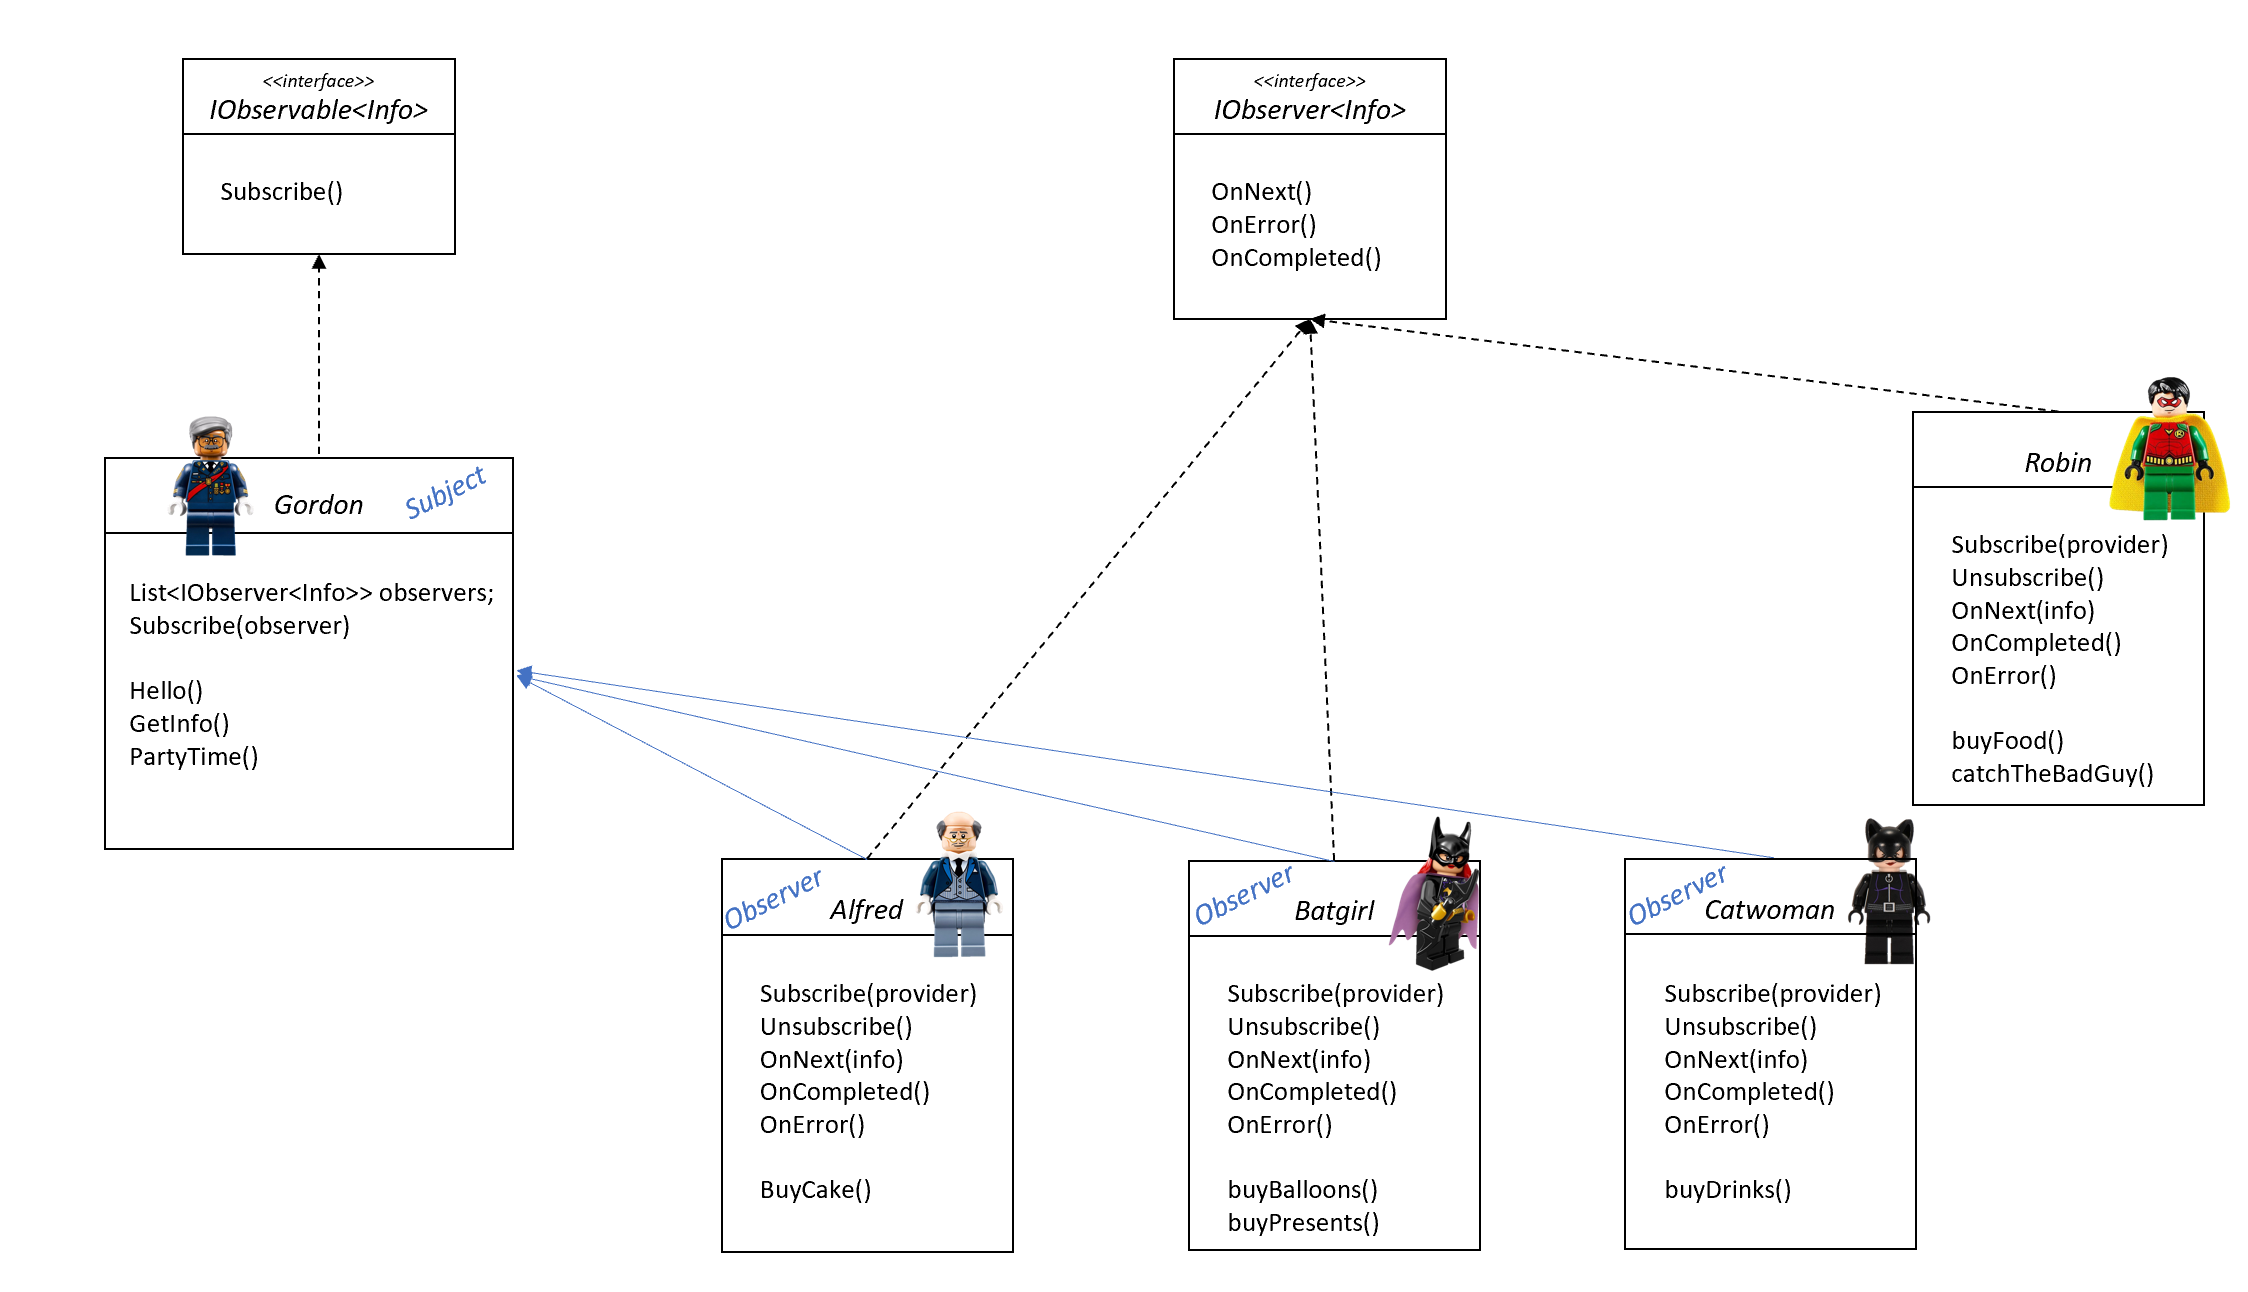 <<interface>>
IObservable<Info>
Subscribe()
<<interface>>
IObserver<Info>
OnNext()
OnError()
OnCompleted()
Gordon
Subject
List<IObserver<Info>> observers;
Subscribe(observer)
Hello()
GetInfo()
PartyTime()
Robin
Subscribe(provider)
Unsubscribe()
OnNext(info)
OnCompleted()
OnError()
buyFood()
catchTheBadGuy()
Observer
Alfred
Subscribe(provider)
Unsubscribe()
OnNext(info)
OnCompleted()
OnError()
BuyCake()
Observer
Batgirl
Subscribe(provider)
Unsubscribe()
OnNext(info)
OnCompleted()
OnError()
buyBalloons()
buyPresents()
Observer
Catwoman
Subscribe(provider)
Unsubscribe()
OnNext(info)
OnCompleted()
OnError()
buyDrinks()